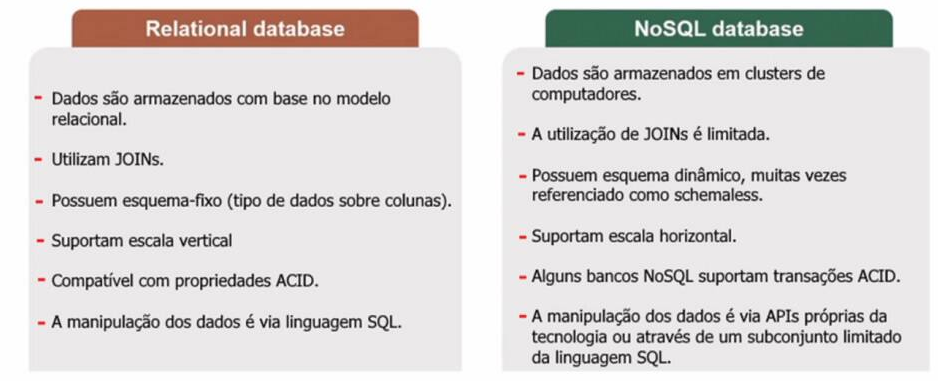 Relational database
- Dados são armazenados com base no modelo
relacional.
- Utilizam JOINs.
- Possuem esquema-fixo (tipo de dados sobre colunas).
- Suportam escala vertical
- Compatível com propriedades ACID.
- A manipulação dos dados é via linguagem SQL.
NoSQL database
- Dados são armazenados em clusters de
computadores.
- A utilização de JOINs é limitada.
- Possuem esquema dinâmico, muitas vezes
referenciado como schemaless.
- Suportam escala horizontal.
- Alguns bancos NoSQL suportam transações ACID.
- A manipulação dos dados é via APIs próprias da
tecnologia ou através de um subconjunto limitado
da linguagem SQL.